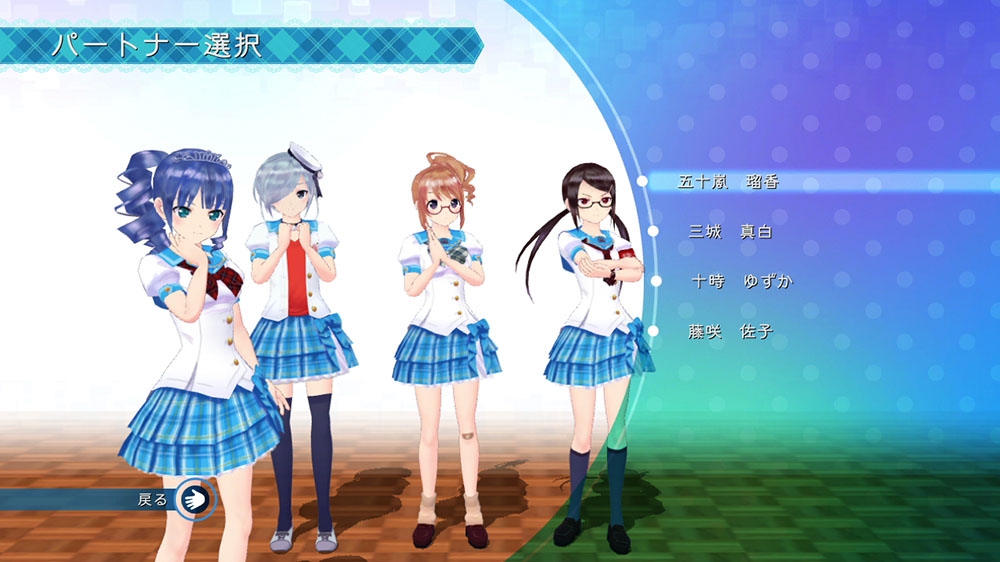 パートナー選択
五十嵐　瑠香
三城　真白
十時　ゆずか
藤咲　佐子
戻る